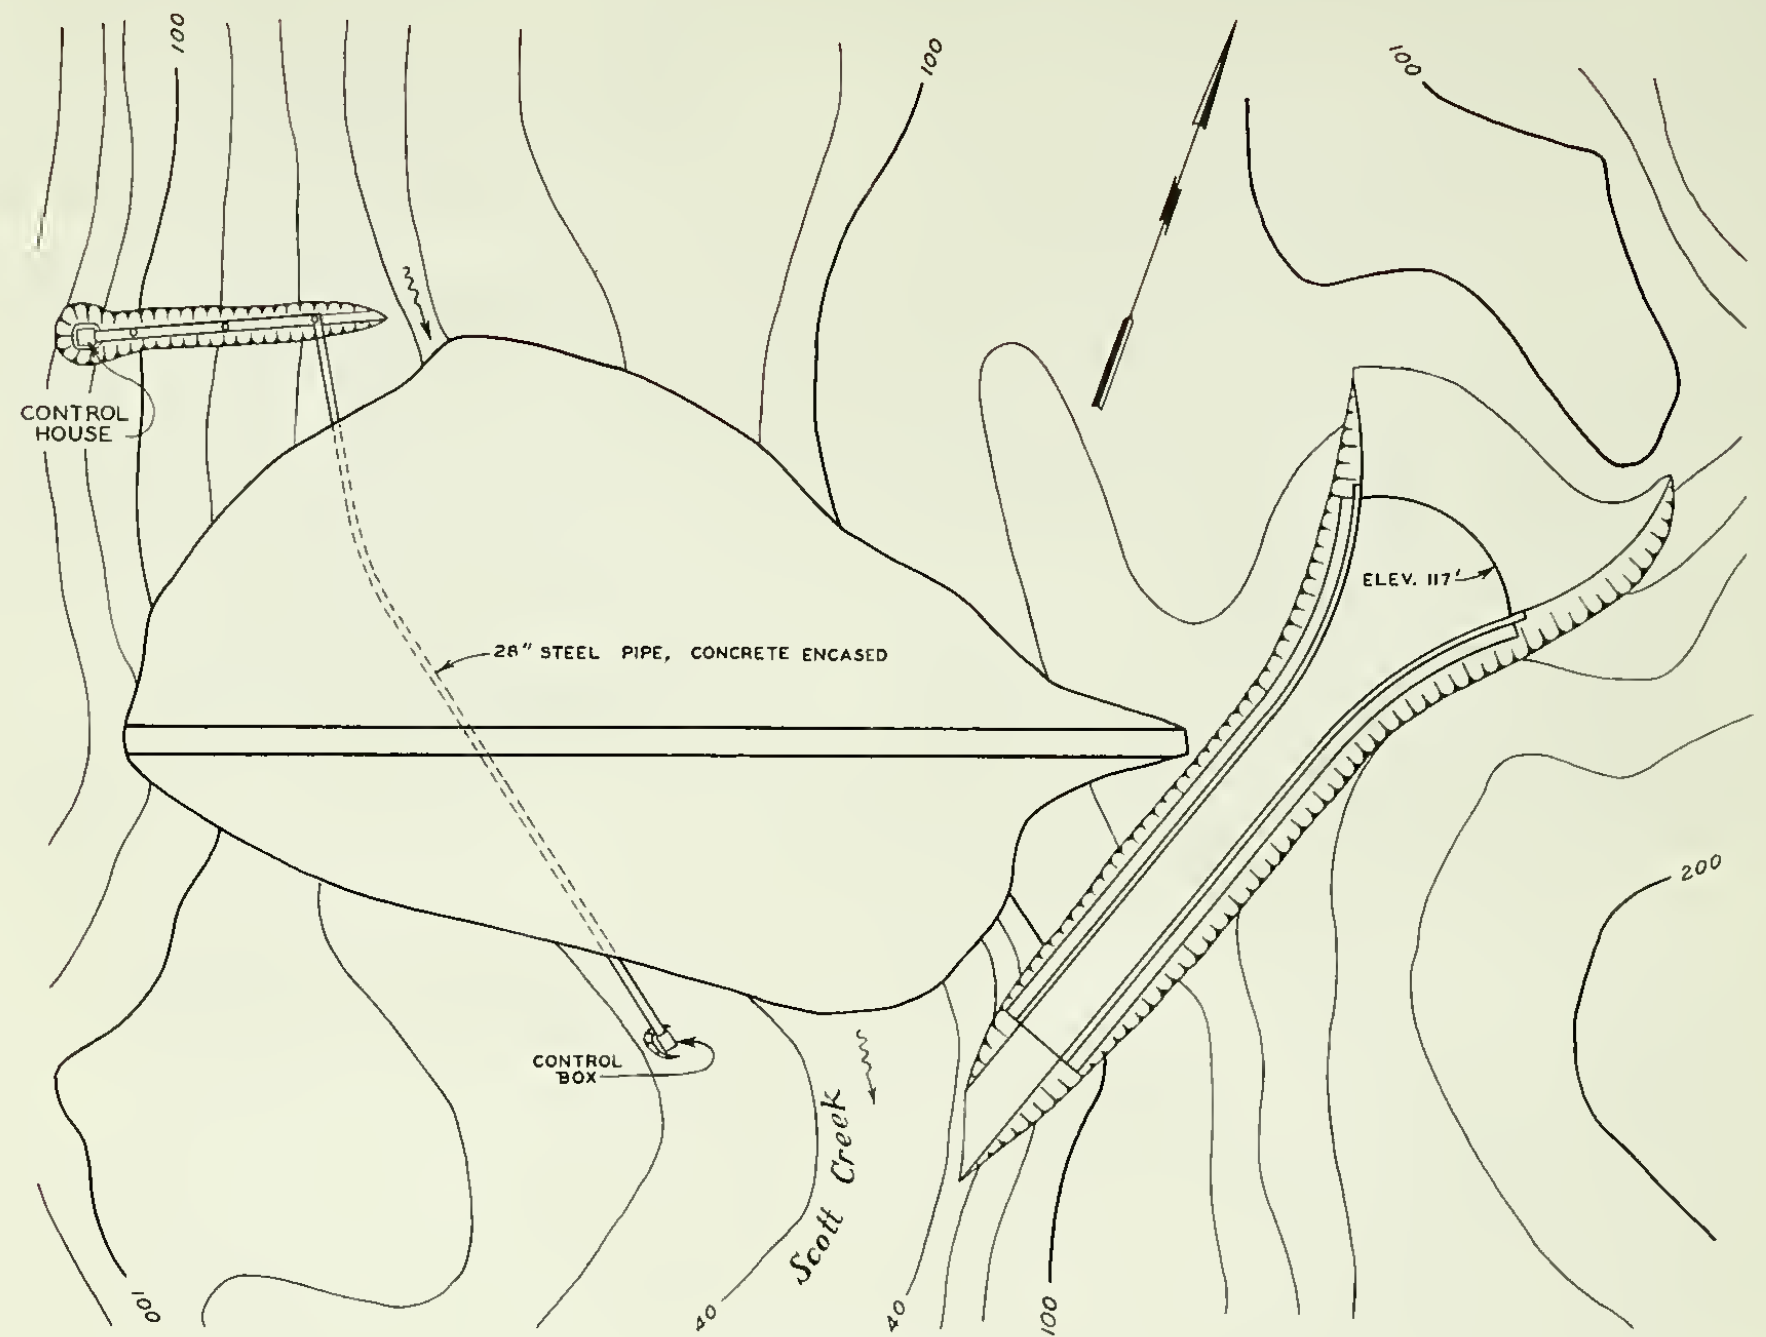 100
100
100
CONTROL
HOUSE
ELEV. 117'
28" STEEL PIPE, CONCRETE ENCASED
200
CONTROL
BOX
Scott Creek
100
40
40
100